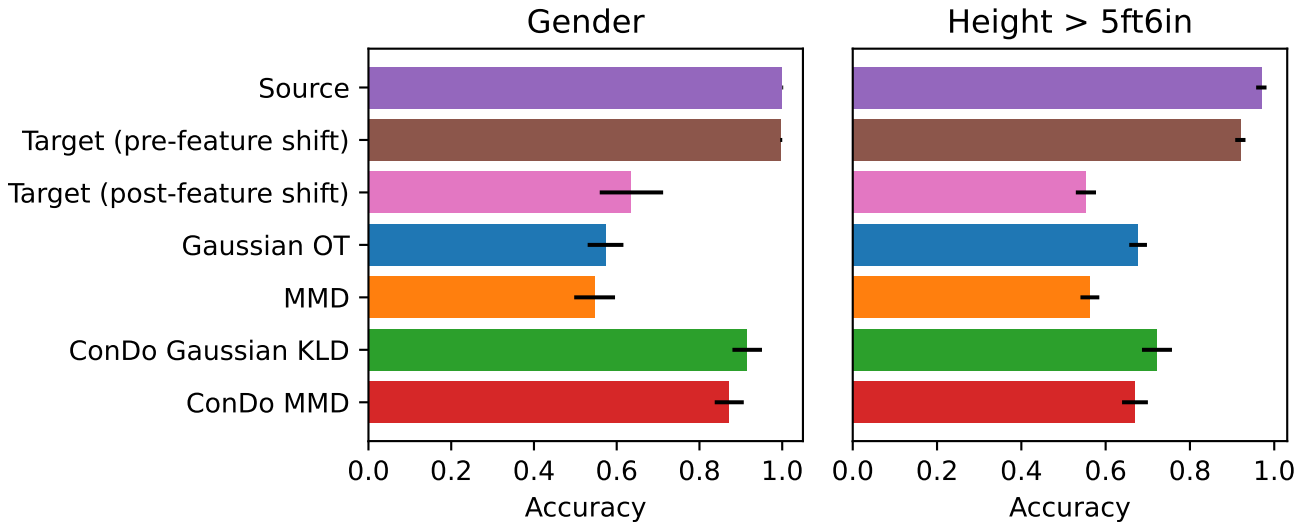 Gender
Height > 5ft6in
Source
Target (pre-feature shift)
Target (post-feature shift)
Gaussian OT
MMD
ConDo Gaussian KLD
ConDo MMD
0.0 0.2 0.4 0.6 0.8 1.0
0.0 0.2 0.4 0.6 0.8 1.0
Accuracy
Accuracy